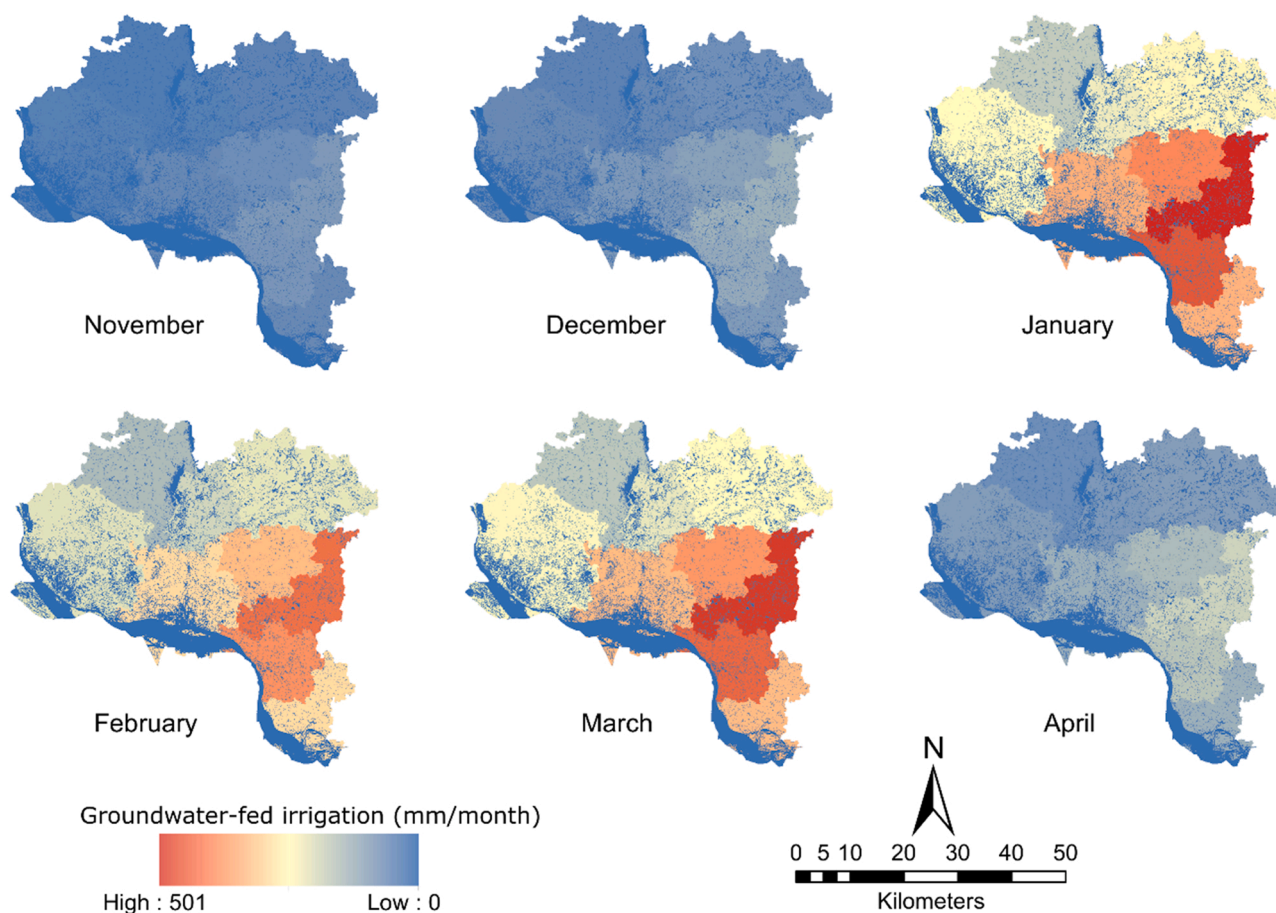 November
December
January
February
March
April
Groundwater-fed irrigation (mm/month)
High : 501
Low : 0
N
0 5 10 20 30 40 50
Kilometers